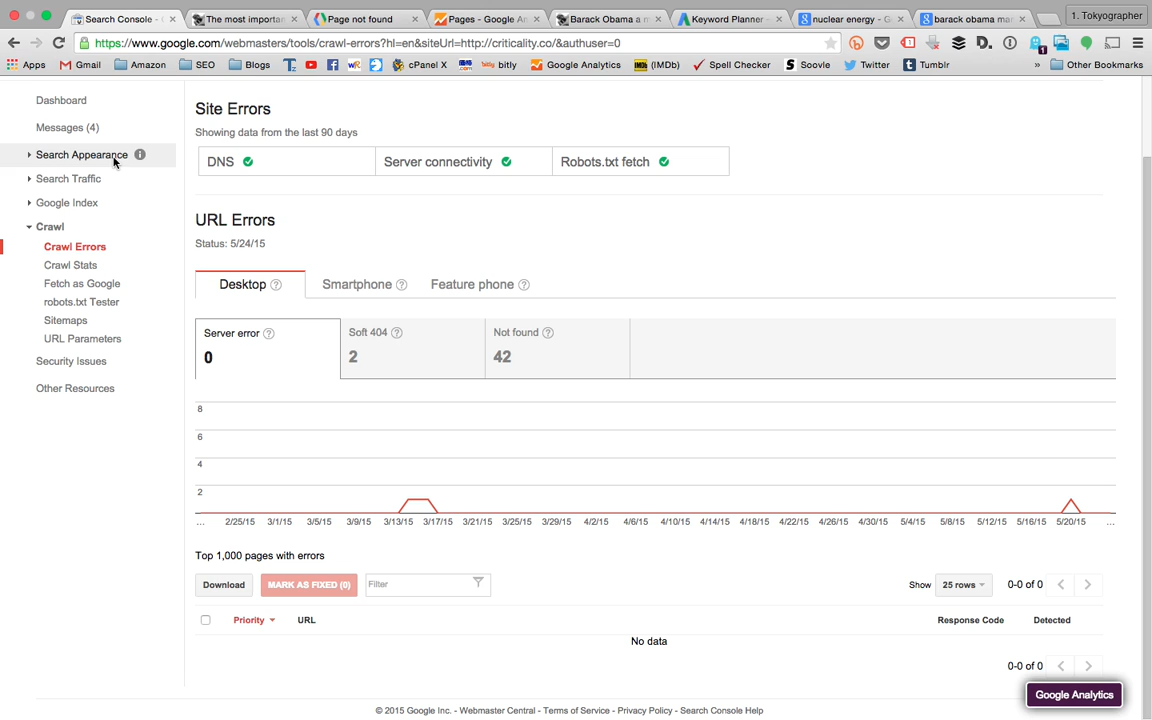 Search Console -
The most importan
Page not found
Pages - Google An
Barack Obama a m
Keyword Planner –
nuclear energy - G
barack obama man
1. Tokyographer
https://www.google.com/webmasters/tools/crawl-errors?hl=en&siteUrl=http://criticality.co/&authuser=0
Apps Gmail Amazon SEO Blogs cPanel X bitly Google Analytics (IMDb) Spell Checker Soovle Twitter Tumblr » Other Bookmarks
Dashboard
Messages (4)
Search Appearance
Search Traffic
Google Index
Crawl
Crawl Errors
Crawl Stats
Fetch as Google
robots.txt Tester
Sitemaps
URL Parameters
Security Issues
Other Resources
Site Errors
Showing data from the last 90 days
DNS Server connectivity Robots.txt fetch
URL Errors
Status: 5/24/15
Desktop Smartphone Feature phone
Server error Soft 404 Not found
0 2 42
8
6
4
2
... 2/25/15 3/1/15 3/5/15 3/9/15 3/13/15 3/17/15 3/21/15 3/25/15 3/29/15 4/2/15 4/6/15 4/10/15 4/14/15 4/18/15 4/22/15 4/26/15 4/30/15 5/4/15 5/8/15 5/12/15 5/16/15 5/20/15 ...
Top 1,000 pages with errors
Download MARK AS FIXED (0) Filter Show 25 rows 0-0 of 0
Priority URL Response Code Detected
No data
0-0 of 0
Google Analytics
© 2015 Google Inc. - Webmaster Central - Terms of Service - Privacy Policy - Search Console Help